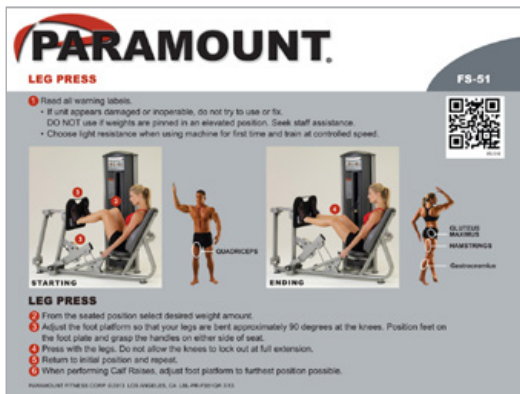 PARAMOUNT®
LEG PRESS
FS-51
1 Read all warning labels.
• If unit appears damaged or inoperable, do not try to use or fix.
DO NOT USE if weights are pinned in an elevated position. Seek staff assistance.
• Choose light resistance when using machine for first time and train at controlled speed.
3
2
3
QUADRICEPS
STARTING
4
GLUTEUS
MAXIMUS
HAMSTRINGS
Gastrocnemius
ENDING
LEG PRESS
2 From the seated position select desired weight amount.
3 Adjust the foot platform so that your legs are bent approximately 90 degrees at the knees. Position feet on
the foot plate and grasp the handles on either side of seat.
4 Press with the legs. Do not allow the knees to lock out at full extension.
5 Return to initial position and repeat.
6 When performing Calf Raises, adjust foot platform to furthest position possible.
PARAMOUNT FITNESS CORP. ©2013 LOS ANGELES, CA